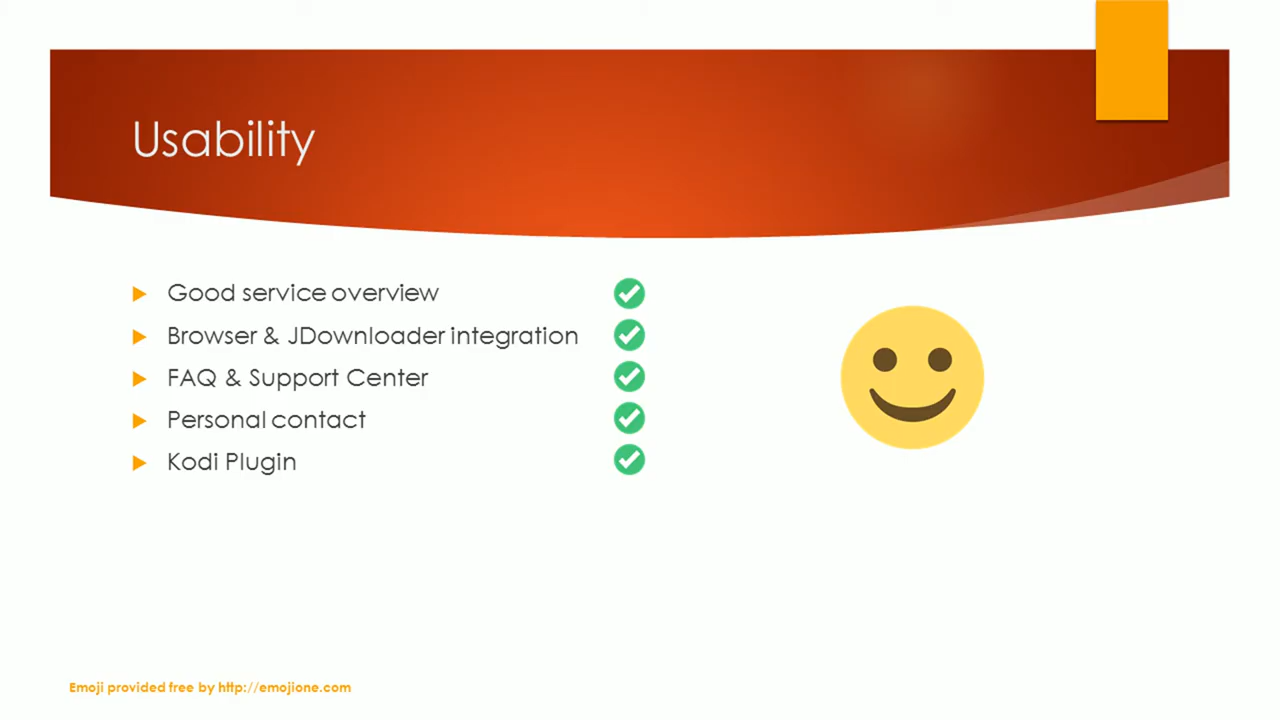 Usability
Good service overview
Browser & JDownloader integration
FAQ & Support Center
Personal contact
Kodi Plugin
Emoji provided free by http://emojione.com